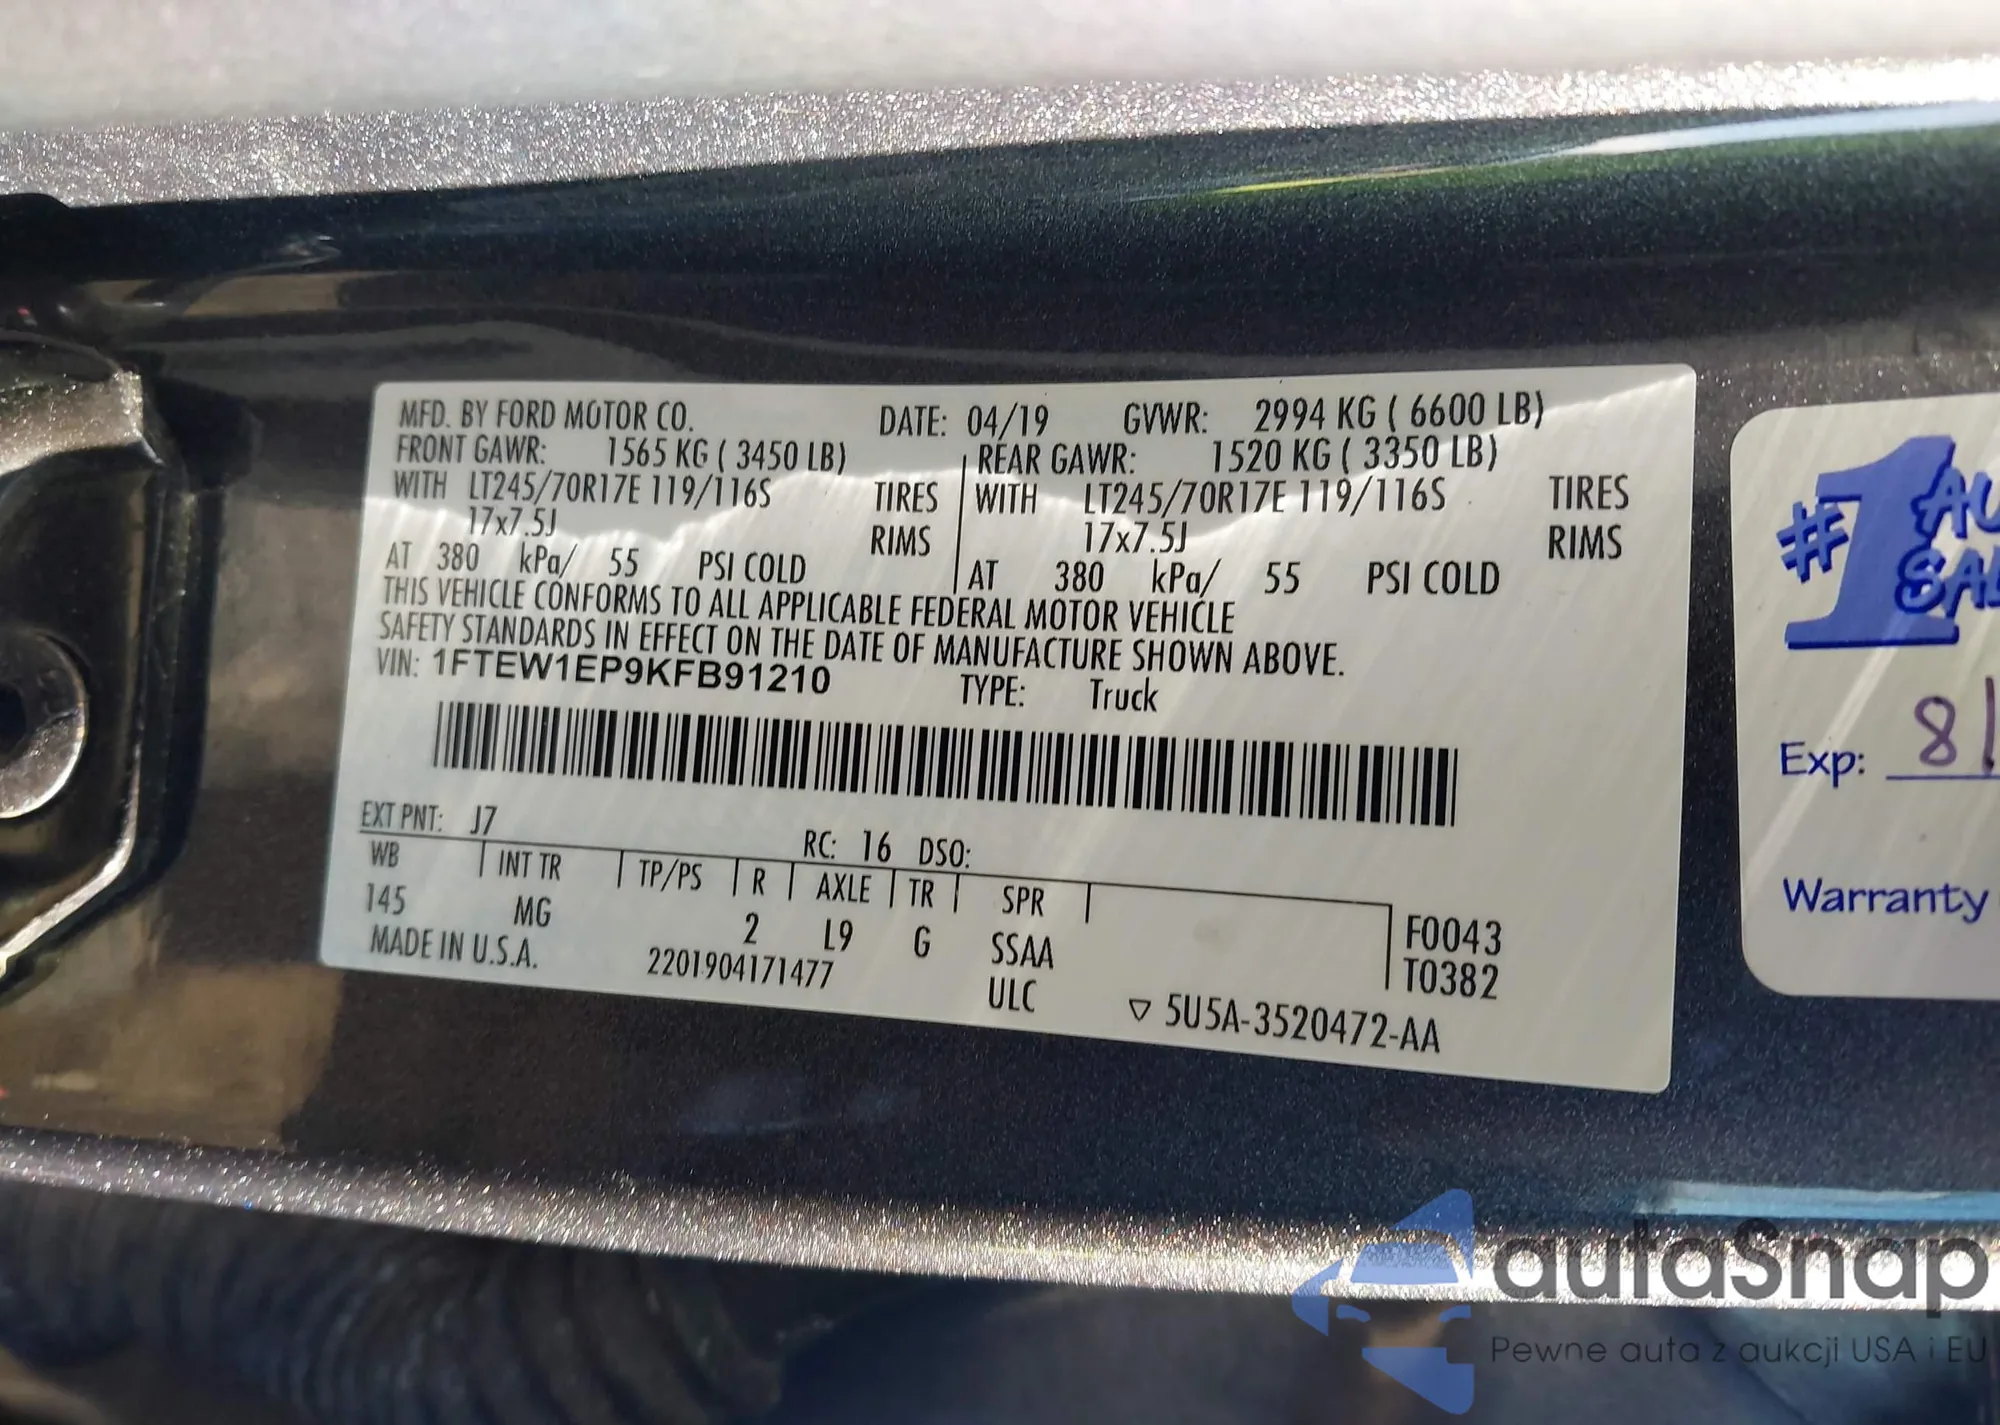 MFD. BY FORD MOTOR CO. DATE: 04/19 GVWR: 2994 KG ( 6600 LB)
FRONT GAWR: 1565 KG ( 3450 LB) REAR GAWR: 1520 KG ( 3350 LB)
WITH LT245/70R17E 119/116S TIRES WITH LT245/70R17E 119/116S TIRES
17x7.5J RIMS 17x7.5J RIMS
AT 380 kPa/ 55 PSI COLD AT 380 kPa/ 55 PSI COLD
THIS VEHICLE CONFORMS TO ALL APPLICABLE FEDERAL MOTOR VEHICLE
SAFETY STANDARDS IN EFFECT ON THE DATE OF MANUFACTURE SHOWN ABOVE.
VIN: 1FTEW1EP9KFB91210 TYPE: Truck
EXT PNT: J7 RC: 16 DSO:
WB INT TR TP/PS R AXLE TR SPR
145 MG 2 L9 G SSAA F0043
MADE IN U.S.A. 2201904171477 ULC T0382
▽ 5U5A-3520472-AA
#1 AU
SAL
Exp: 8/
Warranty
autaSnap
Pewne auta z aukcji USA i EU